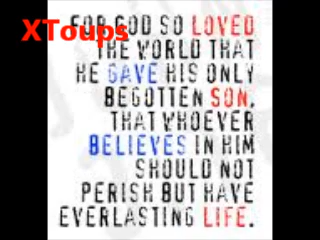 XToups
FOR GOD SO LOVED
THE WORLD THAT
HE GAVE HIS ONLY
BEGOTTEN SON,
THAT WHOEVER
BELIEVES IN HIM
SHOULD NOT
PERISH BUT HAVE
EVERLASTING LIFE.